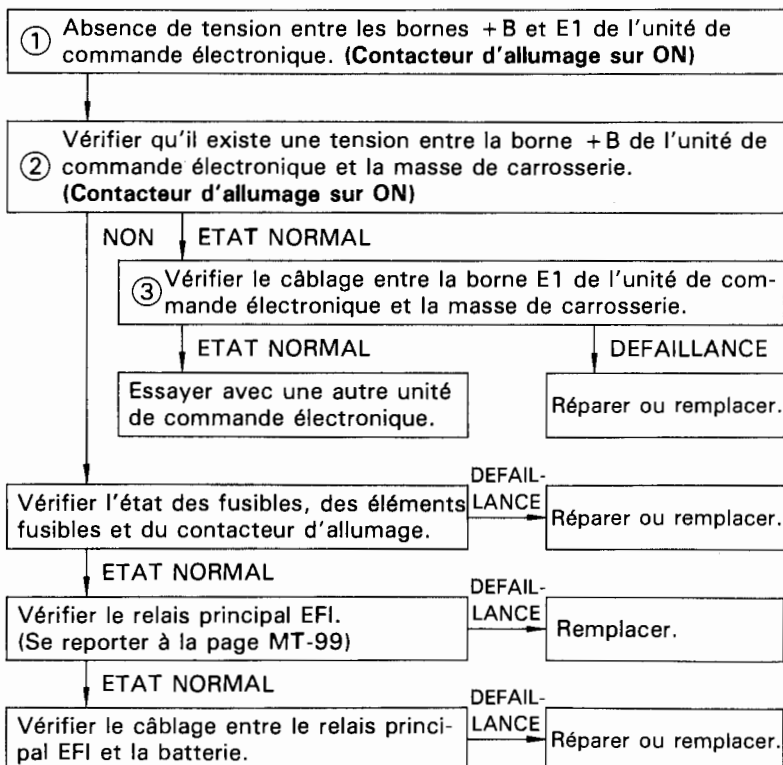 ① Absence de tension entre les bornes +B et E1 de l'unité de
commande électronique. (Contacteur d'allumage sur ON)
② Vérifier qu'il existe une tension entre la borne +B de l'unité de
commande électronique et la masse de carrosserie.
(Contacteur d'allumage sur ON)
NON ETAT NORMAL
③ Vérifier le câblage entre la borne E1 de l'unité de com-
mande électronique et la masse de carrosserie.
ETAT NORMAL DEFAILLANCE
Essayer avec une autre unité
de commande électronique.
Réparer ou remplacer.
Vérifier l'état des fusibles, des éléments
fusibles et du contacteur d'allumage.
DEFAIL-
LANCE
Réparer ou remplacer.
ETAT NORMAL
Vérifier le relais principal EFI.
(Se reporter à la page MT-99)
DEFAIL-
LANCE
Remplacer.
ETAT NORMAL
Vérifier le câblage entre le relais princi-
pal EFI et la batterie.
DEFAIL-
LANCE
Réparer ou remplacer.